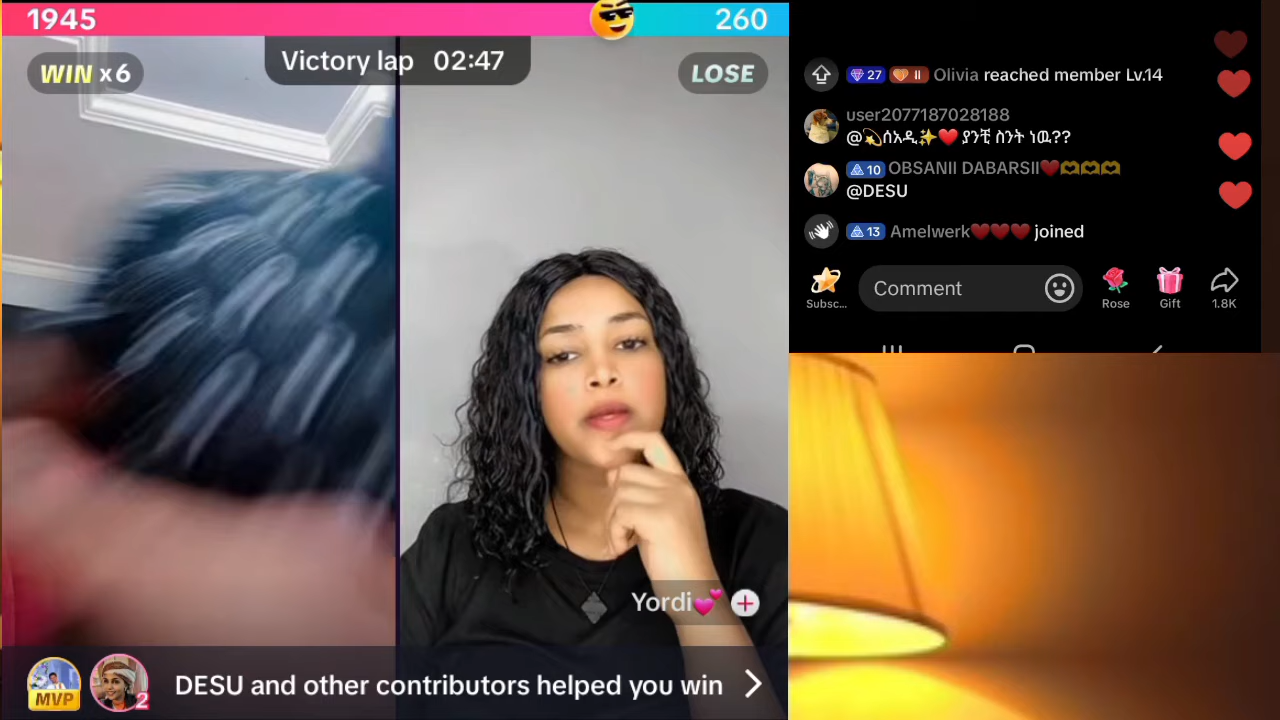 1945
260
WIN x6
Victory lap 02:47
LOSE
Yordi💕
MVP
2
DESU and other contributors helped you win
27 II Olivia reached member Lv.14
user2077187028188
@💫ሰአዲ✨❤️ ያንቺ ስንት ነዉ??
10 OBSANII DABARSII❤️🫶🫶🫶
@DESU
13 Amelwerk❤️❤️❤️ joined
Subsc...
Comment
Rose
Gift
1.8K